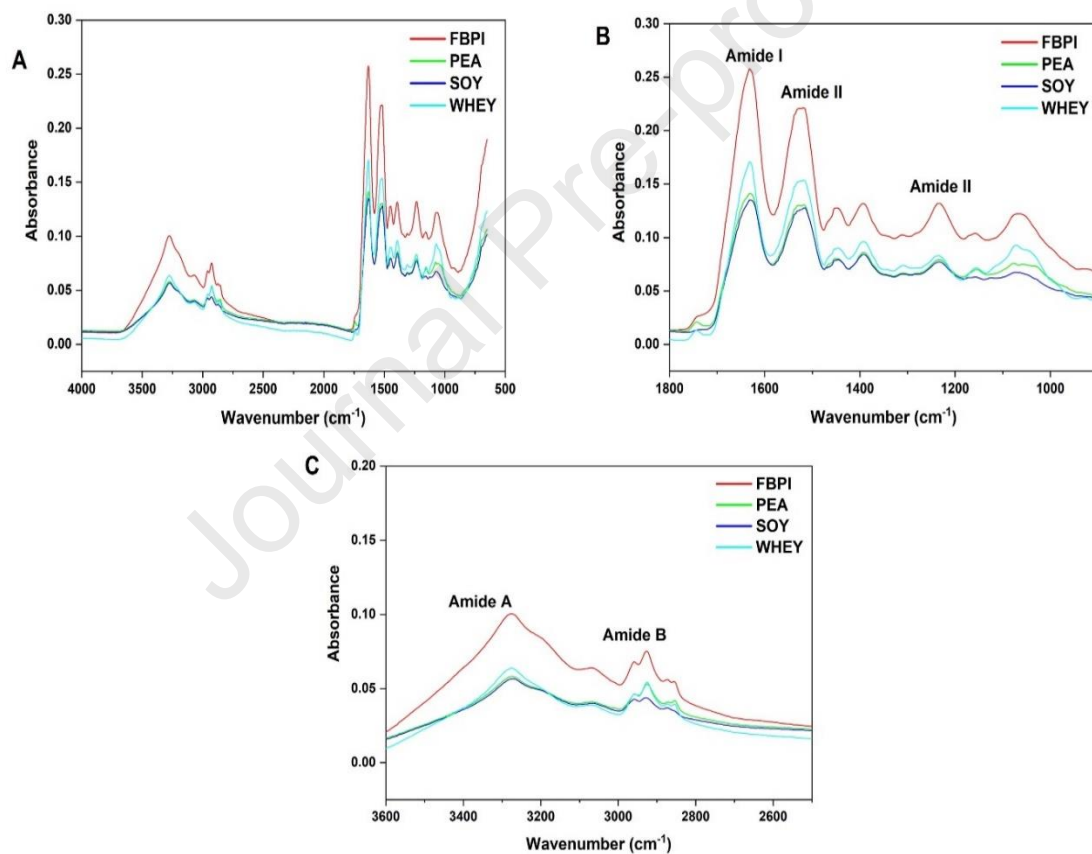 A
0.30
0.25
0.20
0.15
0.10
0.05
0.00
Absorbance
FBPI
PEA
SOY
WHEY
4000 3500 3000 2500 2000 1500 1000 500
Wavenumber (cm⁻¹)
B
0.30
0.25
0.20
0.15
0.10
0.05
0.00
Absorbance
Amide I
Amide II
Amide II
FBPI
PEA
SOY
WHEY
1800 1600 1400 1200 1000
Wavenumber (cm⁻¹)
C
0.20
0.15
0.10
0.05
0.00
Absorbance
Amide A
Amide B
FBPI
PEA
SOY
WHEY
3600 3400 3200 3000 2800 2600
Wavenumber (cm⁻¹)
Journal Pre-pro